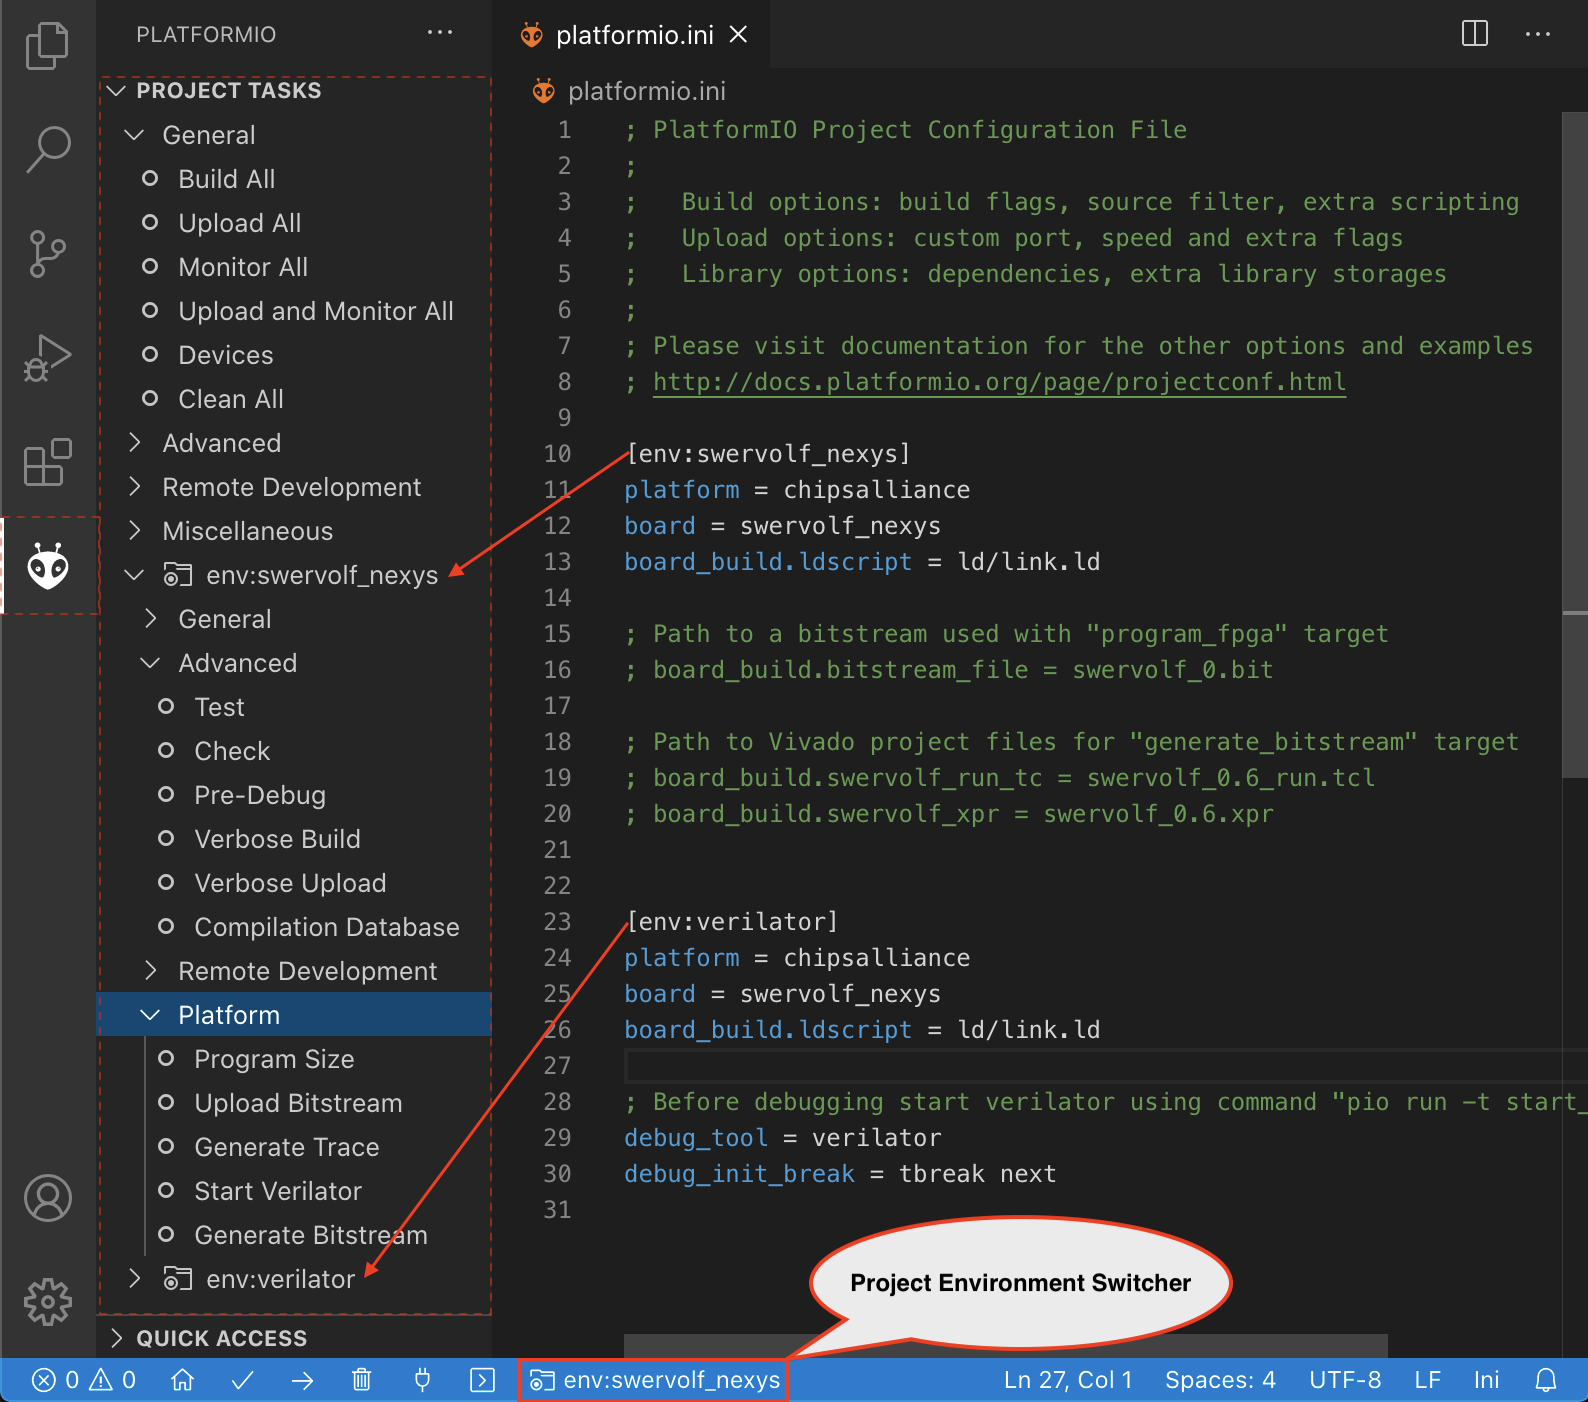 PLATFORMIO
PROJECT TASKS
General
Build All
Upload All
Monitor All
Upload and Monitor All
Devices
Clean All
Advanced
Remote Development
Miscellaneous
env:swervolf_nexys
General
Advanced
Test
Check
Pre-Debug
Verbose Build
Verbose Upload
Compilation Database
Remote Development
Platform
Program Size
Upload Bitstream
Generate Trace
Start Verilator
Generate Bitstream
env:verilator
QUICK ACCESS
platformio.ini
platformio.ini
1 ; PlatformIO Project Configuration File
2 ;
3 ;   Build options: build flags, source filter, extra scripting
4 ;   Upload options: custom port, speed and extra flags
5 ;   Library options: dependencies, extra library storages
6 ;
7 ; Please visit documentation for the other options and examples
8 ; http://docs.platformio.org/page/projectconf.html
9
10 [env:swervolf_nexys]
11 platform = chipsalliance
12 board = swervolf_nexys
13 board_build.ldscript = ld/link.ld
14
15 ; Path to a bitstream used with "program_fpga" target
16 ; board_build.bitstream_file = swervolf_0.bit
17
18 ; Path to Vivado project files for "generate_bitstream" target
19 ; board_build.swervolf_run_tc = swervolf_0.6_run.tcl
20 ; board_build.swervolf_xpr = swervolf_0.6.xpr
21
22
23 [env:verilator]
24 platform = chipsalliance
25 board = swervolf_nexys
26 board_build.ldscript = ld/link.ld
27
28 ; Before debugging start verilator using command "pio run -t start_
29 debug_tool = verilator
30 debug_init_break = tbreak next
31
Project Environment Switcher
0 0 env:swervolf_nexys Ln 27, Col 1 Spaces: 4 UTF-8 LF Ini